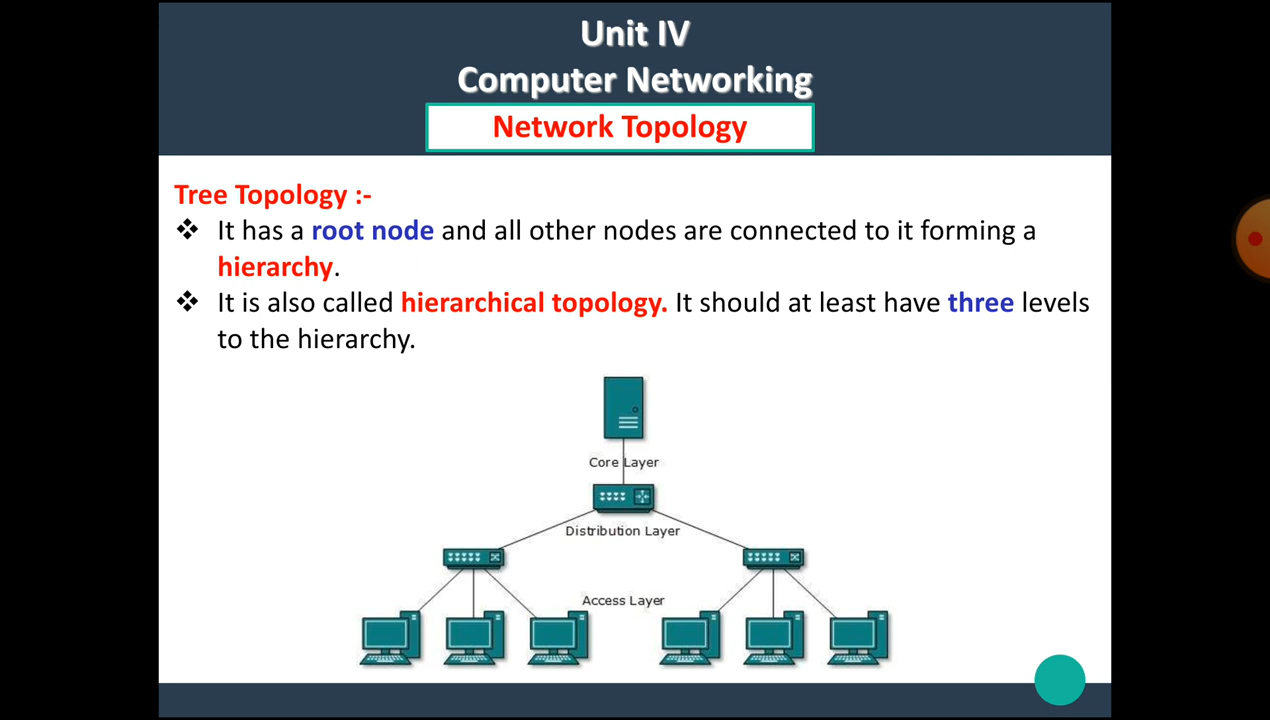 Unit IV
Computer Networking
Network Topology
Tree Topology :-
❖ It has a root node and all other nodes are connected to it forming a
hierarchy.
❖ It is also called hierarchical topology. It should at least have three levels
to the hierarchy.
Core Layer
Distribution Layer
Access Layer